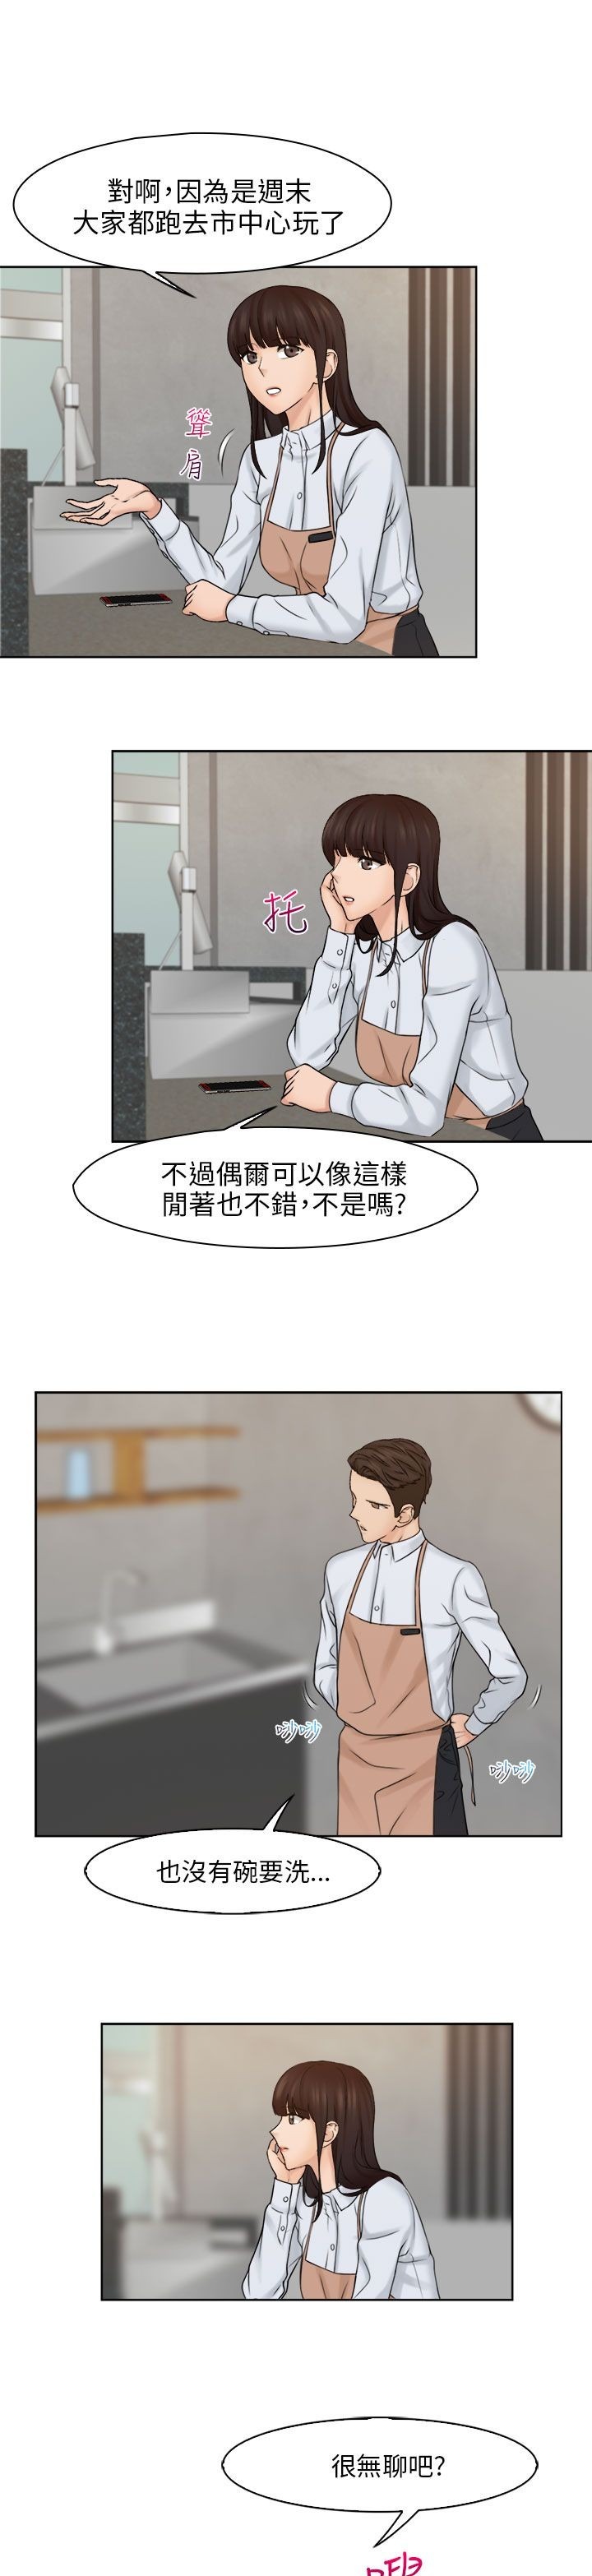 對啊，因為是週末
大家都跑去市中心玩了
聳
肩
托
不過偶爾可以像這樣
閒著也不錯，不是嗎?
唦唦
唦唦
也沒有碗要洗...
很無聊吧?